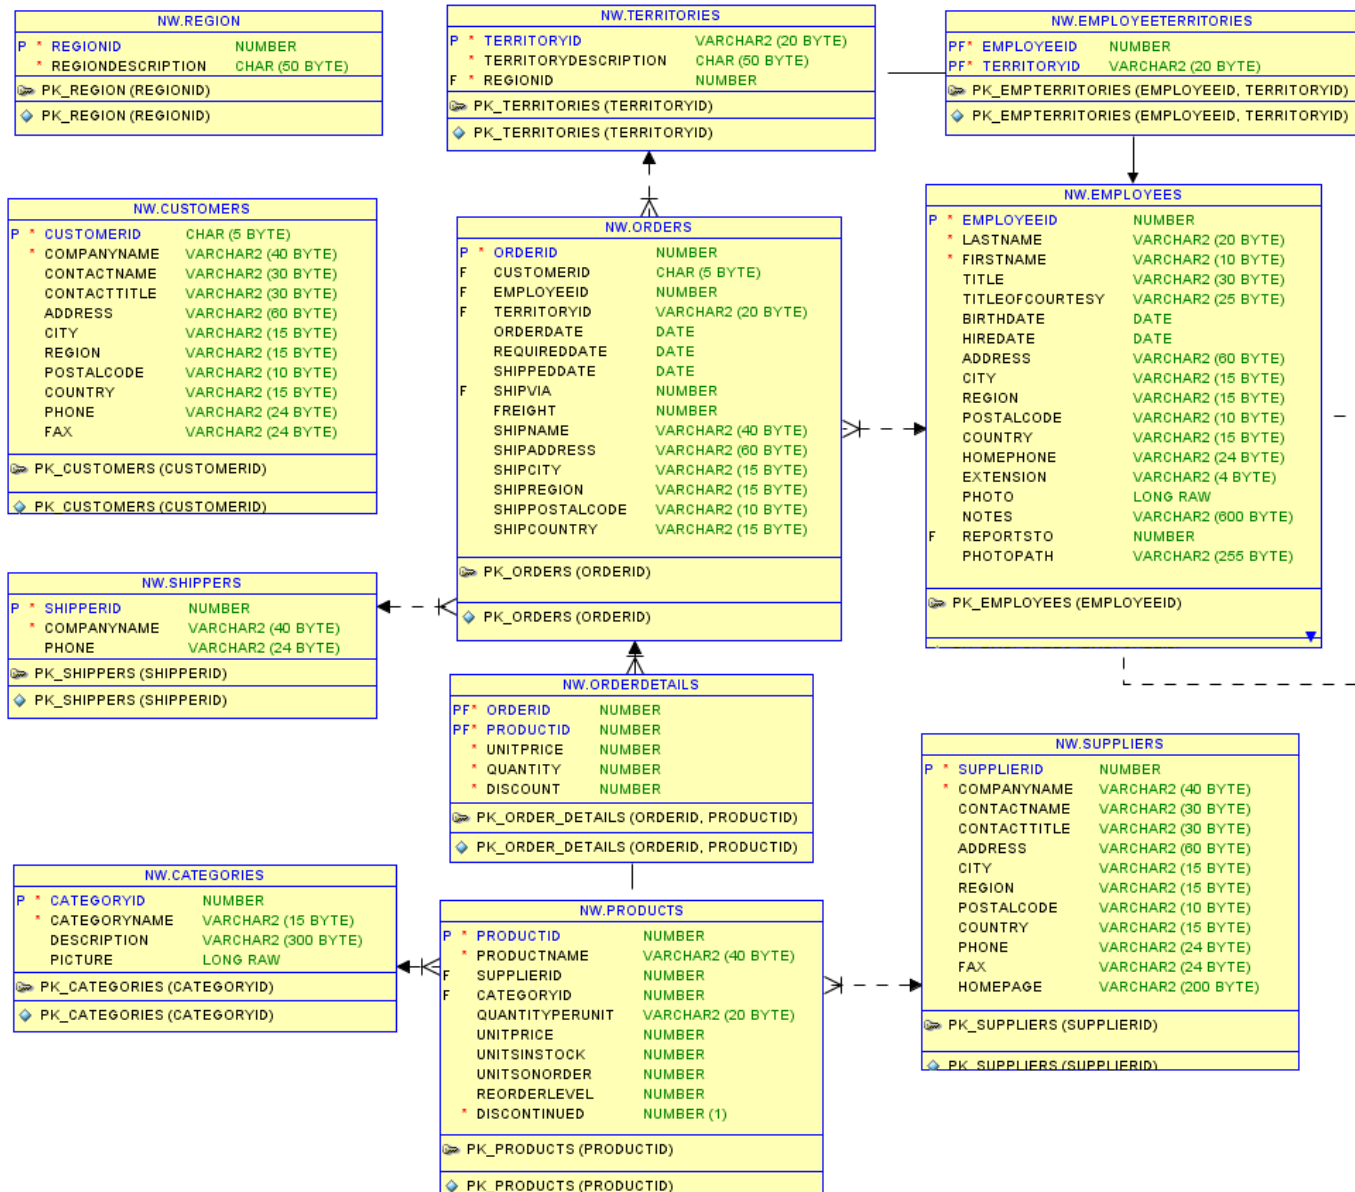 NW.REGION
P * REGIONID NUMBER
* REGIONDESCRIPTION CHAR (50 BYTE)
PK_REGION (REGIONID)
PK_REGION (REGIONID)
NW.TERRITORIES
P * TERRITORYID VARCHAR2 (20 BYTE)
* TERRITORYDESCRIPTION CHAR (50 BYTE)
F * REGIONID NUMBER
PK_TERRITORIES (TERRITORYID)
PK_TERRITORIES (TERRITORYID)
NW.EMPLOYEETERRITORIES
PF* EMPLOYEEID NUMBER
PF* TERRITORYID VARCHAR2 (20 BYTE)
PK_EMPTERRITORIES (EMPLOYEEID, TERRITORYID)
PK_EMPTERRITORIES (EMPLOYEEID, TERRITORYID)
NW.CUSTOMERS
P * CUSTOMERID CHAR (5 BYTE)
* COMPANYNAME VARCHAR2 (40 BYTE)
CONTACTNAME VARCHAR2 (30 BYTE)
CONTACTTITLE VARCHAR2 (30 BYTE)
ADDRESS VARCHAR2 (60 BYTE)
CITY VARCHAR2 (15 BYTE)
REGION VARCHAR2 (15 BYTE)
POSTALCODE VARCHAR2 (10 BYTE)
COUNTRY VARCHAR2 (15 BYTE)
PHONE VARCHAR2 (24 BYTE)
FAX VARCHAR2 (24 BYTE)
PK_CUSTOMERS (CUSTOMERID)
PK_CUSTOMERS (CUSTOMERID)
NW.ORDERS
P * ORDERID NUMBER
F CUSTOMERID CHAR (5 BYTE)
F EMPLOYEEID NUMBER
F TERRITORYID VARCHAR2 (20 BYTE)
ORDERDATE DATE
REQUIREDDATE DATE
SHIPPEDDATE DATE
F SHIPVIA NUMBER
FREIGHT NUMBER
SHIPNAME VARCHAR2 (40 BYTE)
SHIPADDRESS VARCHAR2 (60 BYTE)
SHIPCITY VARCHAR2 (15 BYTE)
SHIPREGION VARCHAR2 (15 BYTE)
SHIPPOSTALCODE VARCHAR2 (10 BYTE)
SHIPCOUNTRY VARCHAR2 (15 BYTE)
PK_ORDERS (ORDERID)
PK_ORDERS (ORDERID)
NW.EMPLOYEES
P * EMPLOYEEID NUMBER
* LASTNAME VARCHAR2 (20 BYTE)
* FIRSTNAME VARCHAR2 (10 BYTE)
TITLE VARCHAR2 (30 BYTE)
TITLEOFCOURTESY VARCHAR2 (25 BYTE)
BIRTHDATE DATE
HIREDATE DATE
ADDRESS VARCHAR2 (60 BYTE)
CITY VARCHAR2 (15 BYTE)
REGION VARCHAR2 (15 BYTE)
POSTALCODE VARCHAR2 (10 BYTE)
COUNTRY VARCHAR2 (15 BYTE)
HOMEPHONE VARCHAR2 (24 BYTE)
EXTENSION VARCHAR2 (4 BYTE)
PHOTO LONG RAW
NOTES VARCHAR2 (600 BYTE)
F REPORTSTO NUMBER
PHOTOPATH VARCHAR2 (255 BYTE)
PK_EMPLOYEES (EMPLOYEEID)
NW.SHIPPERS
P * SHIPPERID NUMBER
* COMPANYNAME VARCHAR2 (40 BYTE)
PHONE VARCHAR2 (24 BYTE)
PK_SHIPPERS (SHIPPERID)
PK_SHIPPERS (SHIPPERID)
NW.ORDERDETAILS
PF* ORDERID NUMBER
PF* PRODUCTID NUMBER
* UNITPRICE NUMBER
* QUANTITY NUMBER
* DISCOUNT NUMBER
PK_ORDER_DETAILS (ORDERID, PRODUCTID)
PK_ORDER_DETAILS (ORDERID, PRODUCTID)
NW.SUPPLIERS
P * SUPPLIERID NUMBER
* COMPANYNAME VARCHAR2 (40 BYTE)
CONTACTNAME VARCHAR2 (30 BYTE)
CONTACTTITLE VARCHAR2 (30 BYTE)
ADDRESS VARCHAR2 (60 BYTE)
CITY VARCHAR2 (15 BYTE)
REGION VARCHAR2 (15 BYTE)
POSTALCODE VARCHAR2 (10 BYTE)
COUNTRY VARCHAR2 (15 BYTE)
PHONE VARCHAR2 (24 BYTE)
FAX VARCHAR2 (24 BYTE)
HOMEPAGE VARCHAR2 (200 BYTE)
PK_SUPPLIERS (SUPPLIERID)
PK_SUPPLIERS (SUPPLIERID)
NW.CATEGORIES
P * CATEGORYID NUMBER
* CATEGORYNAME VARCHAR2 (15 BYTE)
DESCRIPTION VARCHAR2 (300 BYTE)
PICTURE LONG RAW
PK_CATEGORIES (CATEGORYID)
PK_CATEGORIES (CATEGORYID)
NW.PRODUCTS
P * PRODUCTID NUMBER
* PRODUCTNAME VARCHAR2 (40 BYTE)
F SUPPLIERID NUMBER
F CATEGORYID NUMBER
QUANTITYPERUNIT VARCHAR2 (20 BYTE)
UNITPRICE NUMBER
UNITSINSTOCK NUMBER
UNITSONORDER NUMBER
REORDERLEVEL NUMBER
* DISCONTINUED NUMBER (1)
PK_PRODUCTS (PRODUCTID)
PK_PRODUCTS (PRODUCTID)